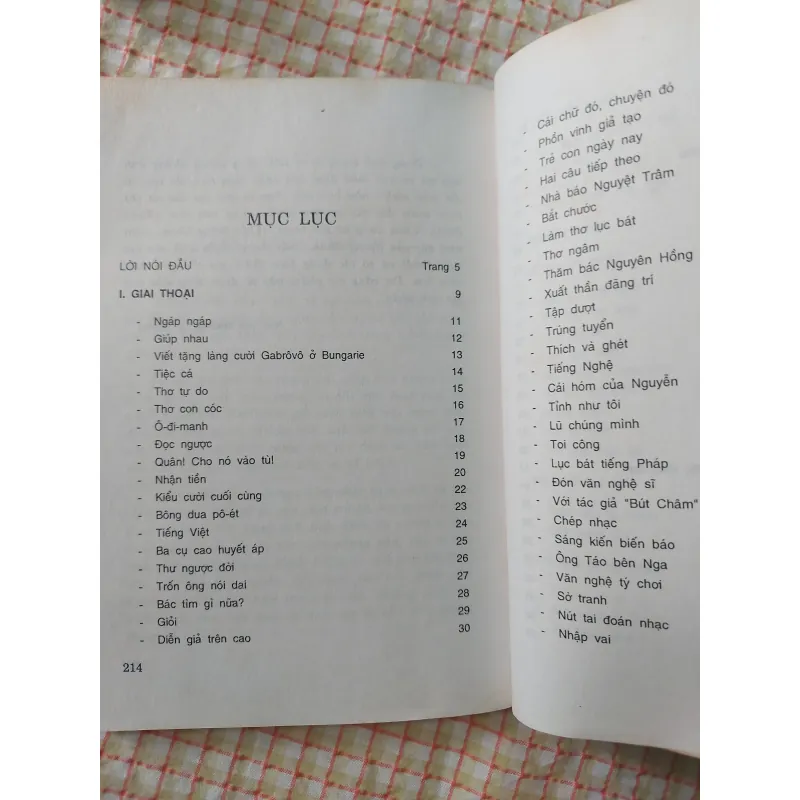 MỤC LỤC
LỜI NÓI ĐẦU Trang 5
I. GIAI THOẠI 9
- Ngáp ngáp 11
- Giúp nhau 12
- Viết tặng làng cười Gabrôvô ở Bungarie 13
- Tiệc cá 14
- Thơ tự do 15
- Thơ con cóc 16
- Ô-đi-manh 17
- Đọc ngược 18
- Quân! Cho nó vào tù! 19
- Nhận tiền 20
- Kiểu cười cuối cùng 22
- Bông dua pô-ét 23
- Tiếng Việt 24
- Ba cụ cao huyết áp 25
- Thư ngược đời 26
- Trốn ông nói dai 27
- Bác tìm gì nữa? 28
- Giỏi 29
- Diễn giả trên cao 30
214
- Cải chữ đó, chuyện đó
- Phồn vinh giả tạo
- Trẻ con ngày nay
- Hai câu tiếp theo
- Nhà báo Nguyệt Trâm
- Bắt chước
- Làm thơ lục bát
- Thơ ngâm
- Thăm bác Nguyên Hồng
- Xuất thần đãng trí
- Tập dượt
- Trúng tuyển
- Thích và ghét
- Tiếng Nghệ
- Cái hóm của Nguyễn
- Tỉnh như tôi
- Lũ chúng mình
- Toi công
- Lục bát tiếng Pháp
- Đón văn nghệ sĩ
- Với tác giả "Bút Châm"
- Chép nhạc
- Sáng kiến biến báo
- Ông Táo bên Nga
- Văn nghệ tỷ chơi
- Sờ tranh
- Nút tai đoán nhạc
- Nhập vai